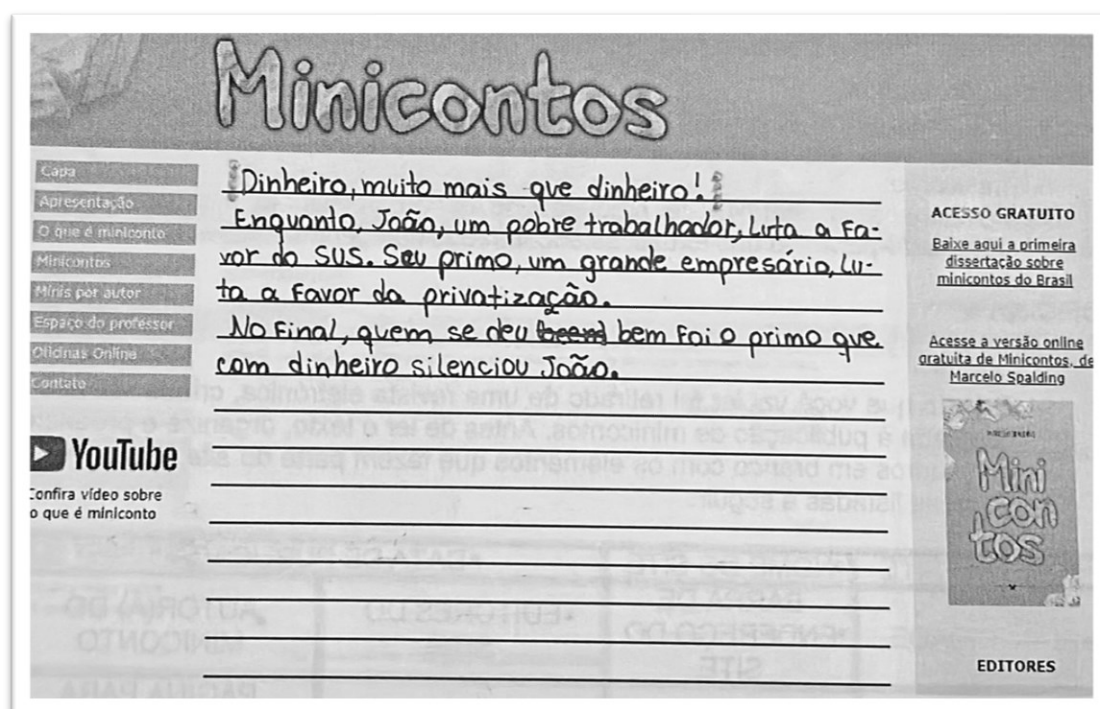 Minicontos
Capa
Apresentação
O que é miniconto
Minicontos
Minis por autor
Espaço do professor
Oficinas Online
Contato
YouTube
Confira vídeo sobre
o que é miniconto
Dinheiro, muito mais que dinheiro!
Enquanto, João, um pobre trabalhador, luta a fa-
vor do SUS. Seu primo, um grande empresário, lu-
ta a favor da privatização.
No final, quem se deu bem foi o primo que
com dinheiro silenciou João.
ACESSO GRATUITO
Baixe aqui a primeira
dissertação sobre
minicontos do Brasil
Acesse a versão online
gratuita de Minicontos, de
Marcelo Spalding
Mini
con
tos
EDITORES